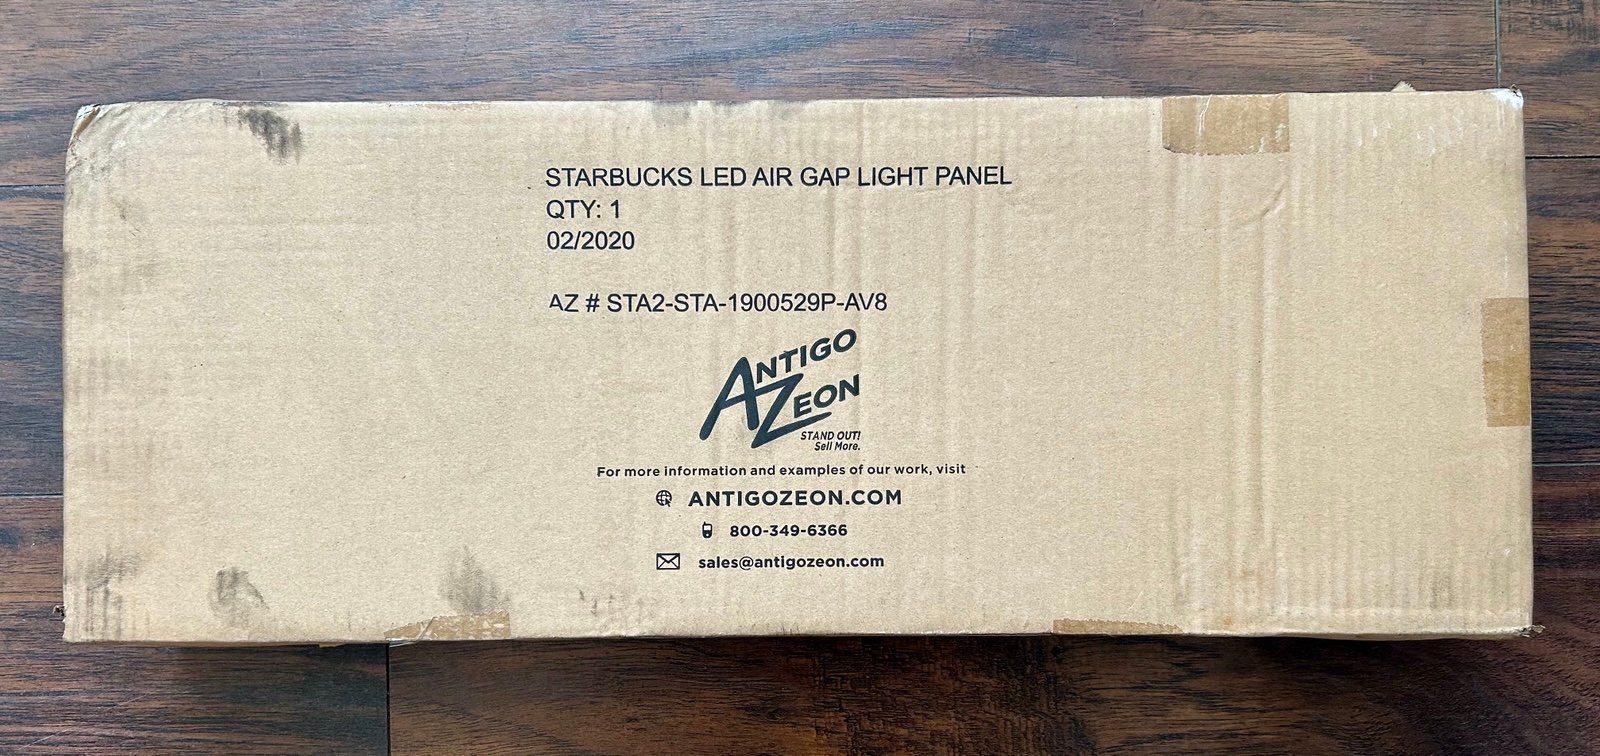 STARBUCKS LED AIR GAP LIGHT PANEL
QTY: 1
02/2020
AZ # STA2-STA-1900529P-AV8
ANTIGO
ZEON
STAND OUT!
Sell More.
For more information and examples of our work, visit
ANTIGOZEON.COM
800-349-6366
sales@antigozeon.com